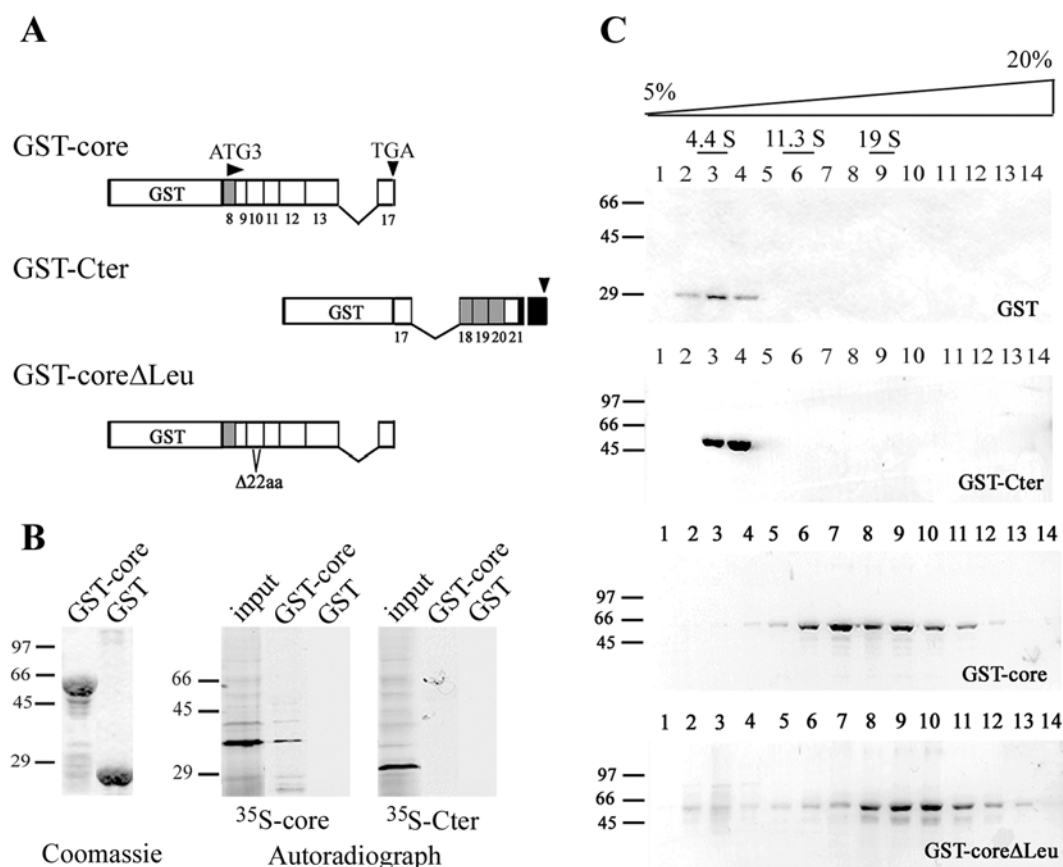 A
GST-core
ATG3
TGA
GST
8 9 10 11 12 13 17
GST-Cter
GST
17 18 19 20 21
GST-coreΔLeu
GST
Δ22aa
B
GST-core GST
97
66
45
29
Coomassie
input GST-core GST
66
45
29
35S-core
input GST-core GST
35S-Cter
Autoradiograph
C
5% 20%
4.4 S 11.3 S 19 S
1 2 3 4 5 6 7 8 9 10 11 12 13 14
66
45
29
GST
1 2 3 4 5 6 7 8 9 10 11 12 13 14
97
66
45
GST-Cter
1 2 3 4 5 6 7 8 9 10 11 12 13 14
97
66
45
GST-core
1 2 3 4 5 6 7 8 9 10 11 12 13 14
97
66
45
GST-coreΔLeu